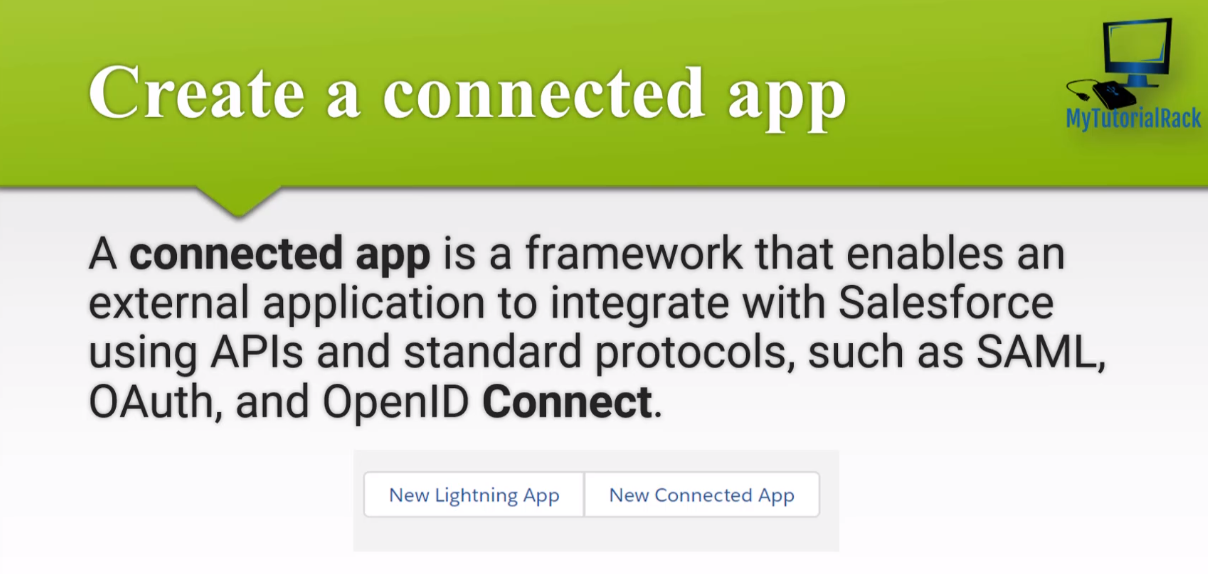 Create a connected app
MyTutorialRack
A connected app is a framework that enables an
external application to integrate with Salesforce
using APIs and standard protocols, such as SAML,
OAuth, and OpenID Connect.
New Lightning App
New Connected App